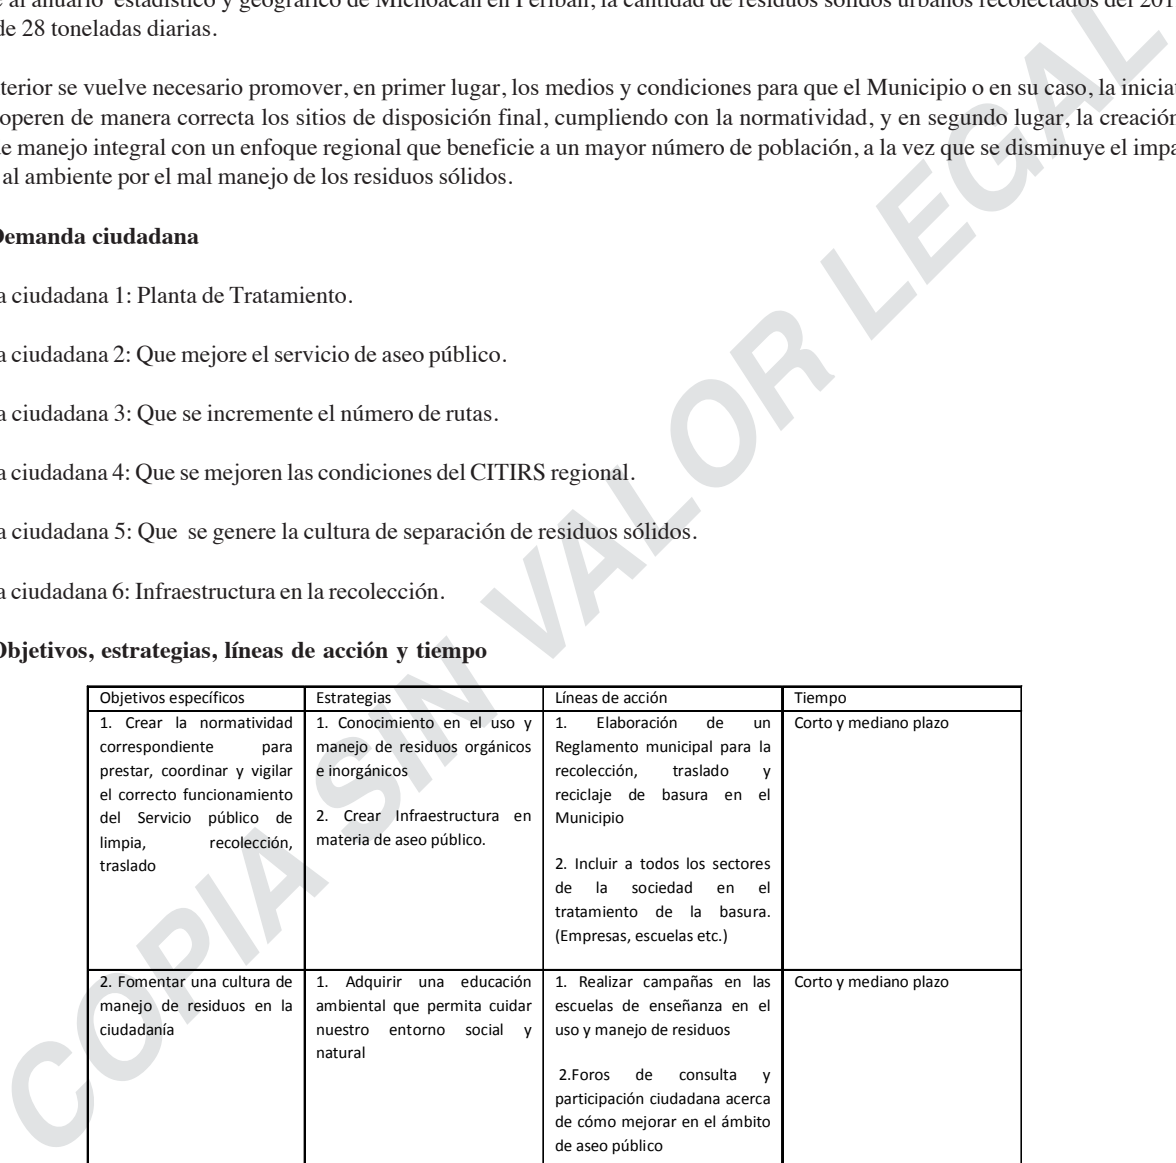 al anuario estadístico y geográfico de Michoacán en Peribán, la cantidad de residuos sólidos urbanos recolectados del 201
de 28 toneladas diarias.
terior se vuelve necesario promover, en primer lugar, los medios y condiciones para que el Municipio o en su caso, la iniciat
operen de manera correcta los sitios de disposición final, cumpliendo con la normatividad, y en segundo lugar, la creación
e manejo integral con un enfoque regional que beneficie a un mayor número de población, a la vez que se disminuye el impa
al ambiente por el mal manejo de los residuos sólidos.
Demanda ciudadana
a ciudadana 1: Planta de Tratamiento.
a ciudadana 2: Que mejore el servicio de aseo público.
a ciudadana 3: Que se incremente el número de rutas.
a ciudadana 4: Que se mejoren las condiciones del CITIRS regional.
a ciudadana 5: Que se genere la cultura de separación de residuos sólidos.
a ciudadana 6: Infraestructura en la recolección.
Objetivos, estrategias, líneas de acción y tiempo
Objetivos específicos
Estrategias
Líneas de acción
Tiempo
1. Crear la normatividad
correspondiente para
prestar, coordinar y vigilar
el correcto funcionamiento
del Servicio público de
limpia, recolección,
traslado
1. Conocimiento en el uso y
manejo de residuos orgánicos
e inorgánicos
2. Crear Infraestructura en
materia de aseo público.
1. Elaboración de un
Reglamento municipal para la
recolección, traslado y
reciclaje de basura en el
Municipio
2. Incluir a todos los sectores
de la sociedad en el
tratamiento de la basura.
(Empresas, escuelas etc.)
Corto y mediano plazo
2. Fomentar una cultura de
manejo de residuos en la
ciudadanía
1. Adquirir una educación
ambiental que permita cuidar
nuestro entorno social y
natural
1. Realizar campañas en las
escuelas de enseñanza en el
uso y manejo de residuos
2.Foros de consulta y
participación ciudadana acerca
de cómo mejorar en el ámbito
de aseo público
Corto y mediano plazo
COPIA SIN VALOR LEGAL